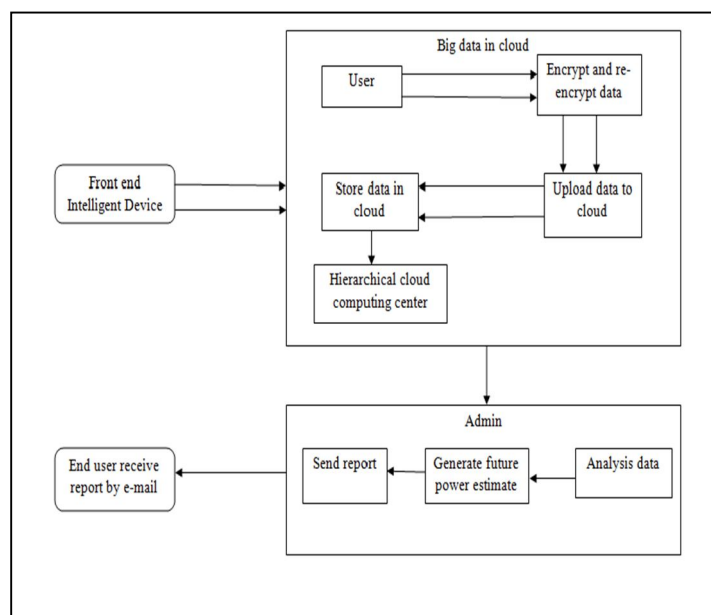 Big data in cloud
User
Encrypt and re-
encrypt data
Front end
Intelligent Device
Store data in
cloud
Upload data to
cloud
Hierarchical cloud
computing center
Admin
End user receive
report by e-mail
Send report
Generate future
power estimate
Analysis data